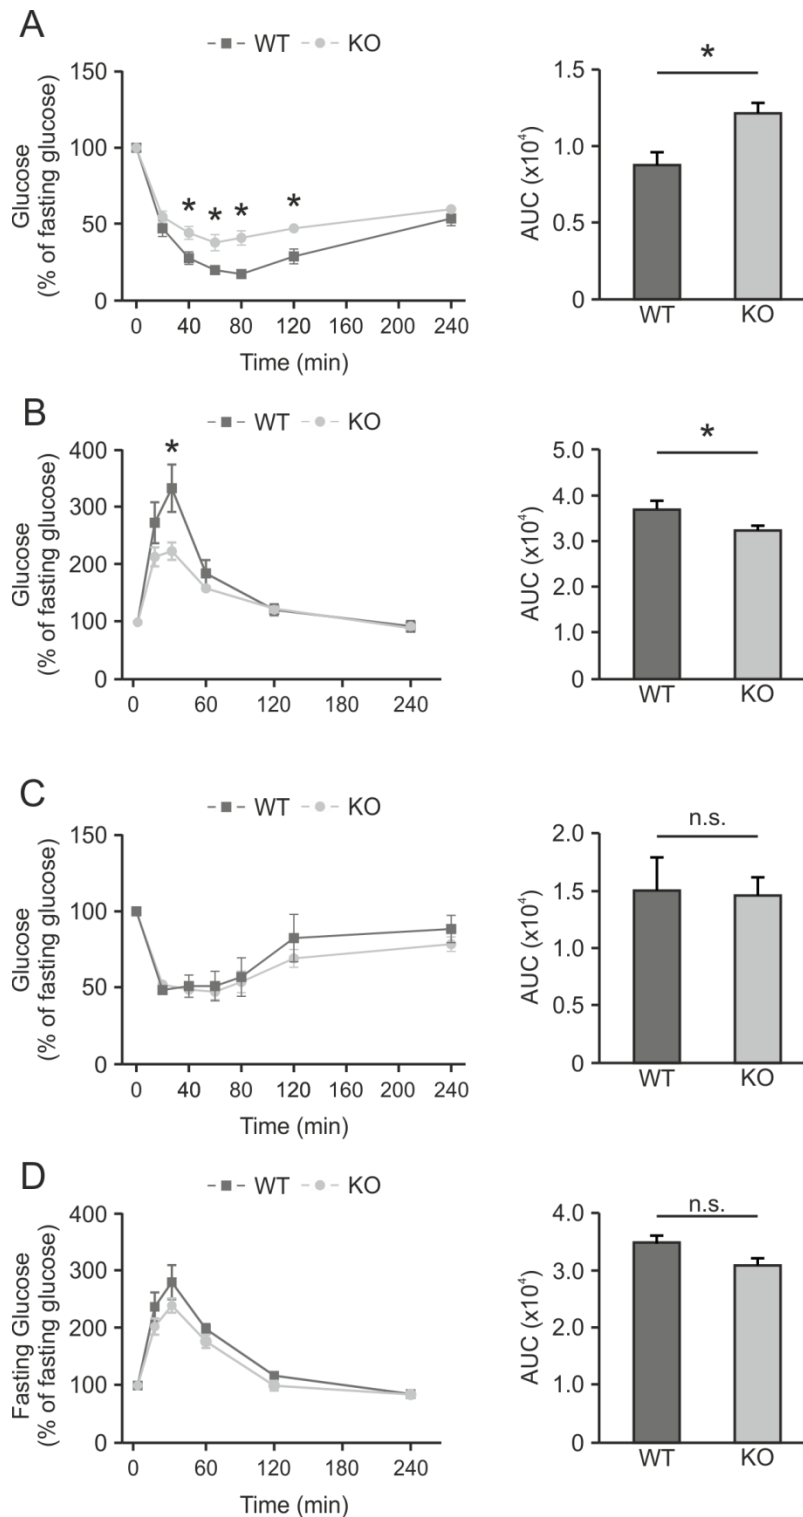 A
WT KO
Glucose
(% of fasting glucose)
150
100
50
0
* * * *
0 40 80 120 160 200 240
Time (min)
AUC (x10⁴)
1.5
1.0
0.5
0
*
WT KO
B
WT KO
Glucose
(% of fasting glucose)
400
300
200
100
0
*
0 60 120 180 240
AUC (x10⁴)
5.0
4.0
3.0
2.0
1.0
0
*
WT KO
C
WT KO
Glucose
(% of fasting glucose)
150
100
50
0
0 40 80 120 160 200 240
Time (min)
AUC (x10⁴)
2.0
1.5
1.0
0.5
0
n.s.
WT KO
D
WT KO
Fasting Glucose
(% of fasting glucose)
400
300
200
100
0
0 60 120 180 240
Time (min)
AUC (x10⁴)
4.0
3.0
2.0
1.0
0
n.s.
WT KO